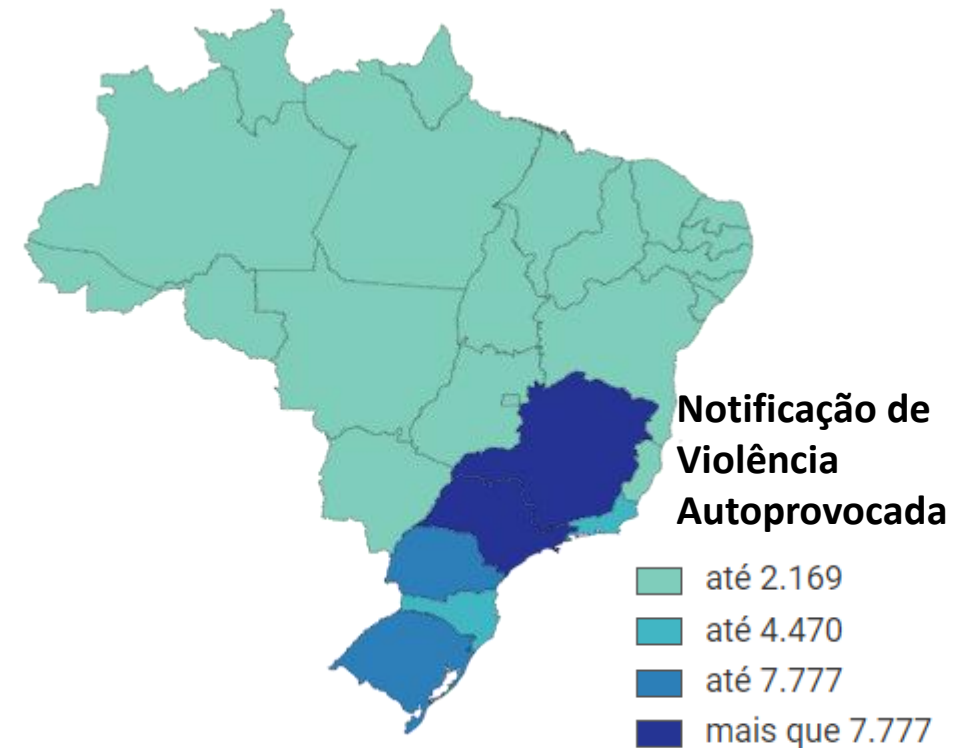 Notificação de
Violência
Autoprovocada
até 2.169
até 4.470
até 7.777
mais que 7.777